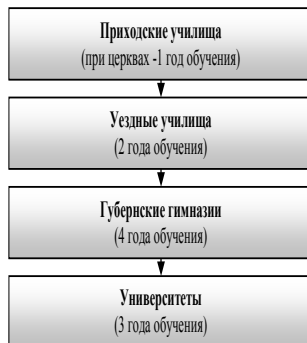 Приходские училища
(при церквах -1 год обучения)
Уездные училища
(2 года обучения)
Губернские гимназии
(4 года обучения)
Университеты
(3 года обучения)